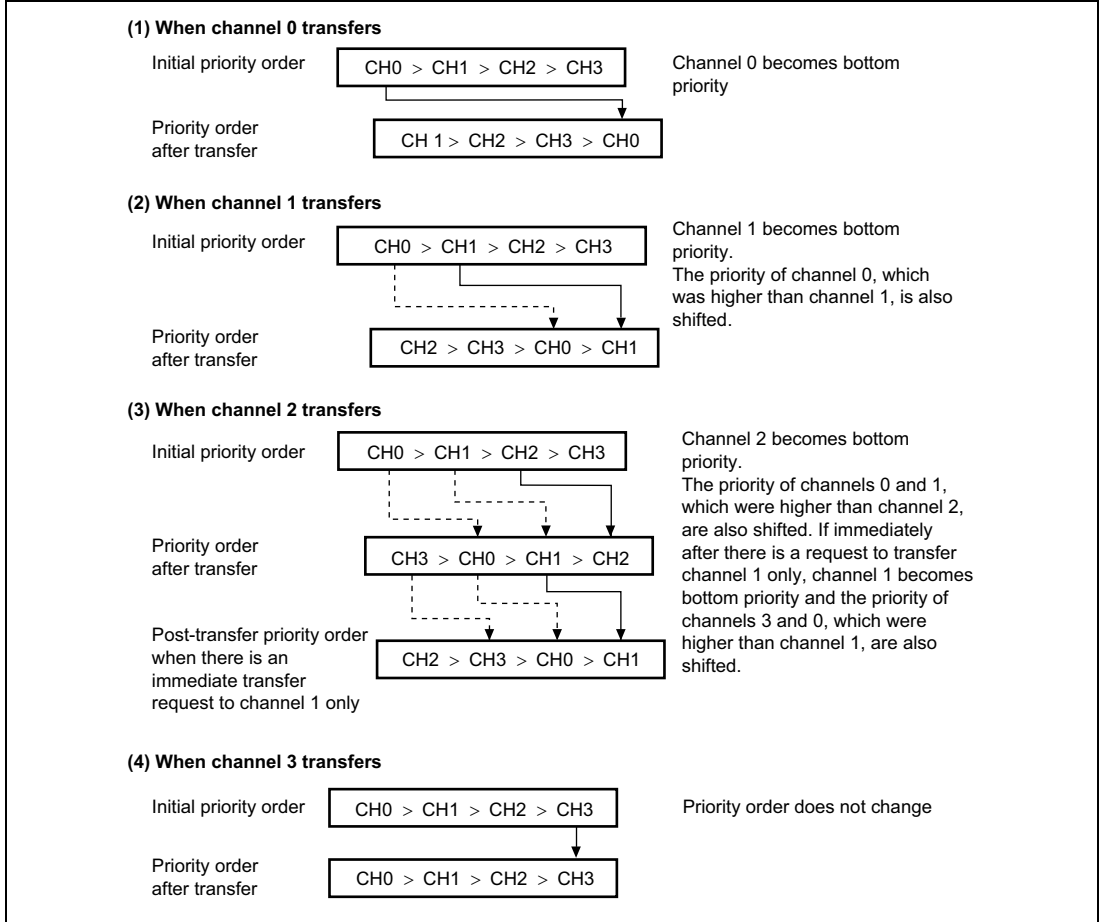 (1) When channel 0 transfers
Initial priority order
CH0 > CH1 > CH2 > CH3
Channel 0 becomes bottom
priority
Priority order
after transfer
CH 1 > CH2 > CH3 > CH0
(2) When channel 1 transfers
Initial priority order
CH0 > CH1 > CH2 > CH3
Channel 1 becomes bottom
priority.
The priority of channel 0, which
was higher than channel 1, is also
shifted.
Priority order
after transfer
CH2 > CH3 > CH0 > CH1
(3) When channel 2 transfers
Initial priority order
CH0 > CH1 > CH2 > CH3
Channel 2 becomes bottom
priority.
The priority of channels 0 and 1,
which were higher than channel 2,
are also shifted. If immediately
after there is a request to transfer
channel 1 only, channel 1 becomes
bottom priority and the priority of
channels 3 and 0, which were
higher than channel 1, are also
shifted.
Priority order
after transfer
CH3 > CH0 > CH1 > CH2
Post-transfer priority order
when there is an
immediate transfer
request to channel 1 only
CH2 > CH3 > CH0 > CH1
(4) When channel 3 transfers
Initial priority order
CH0 > CH1 > CH2 > CH3
Priority order does not change
Priority order
after transfer
CH0 > CH1 > CH2 > CH3